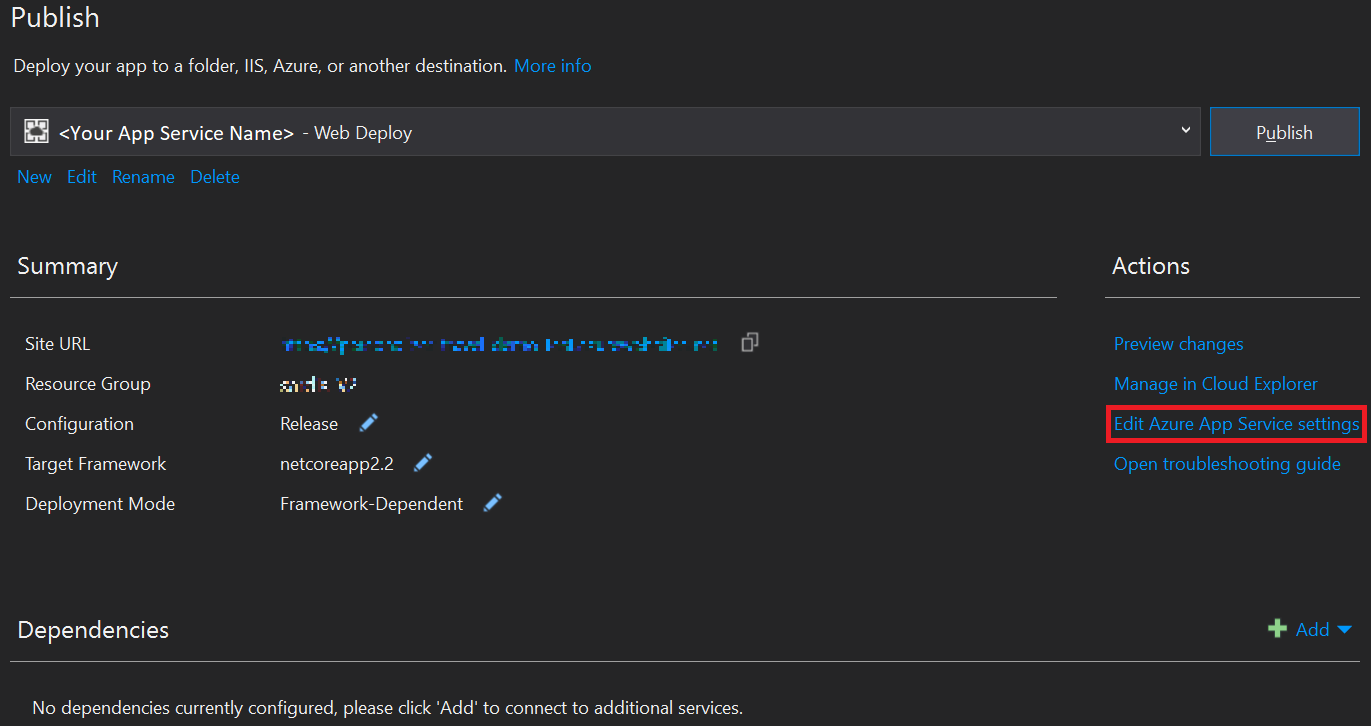 Publish
Deploy your app to a folder, IIS, Azure, or another destination. More info
<Your App Service Name> - Web Deploy
Publish
New Edit Rename Delete
Summary
Actions
Site URL
Preview changes
Resource Group
Manage in Cloud Explorer
Configuration Release
Edit Azure App Service settings
Target Framework netcoreapp2.2
Open troubleshooting guide
Deployment Mode Framework-Dependent
Dependencies
Add
No dependencies currently configured, please click 'Add' to connect to additional services.